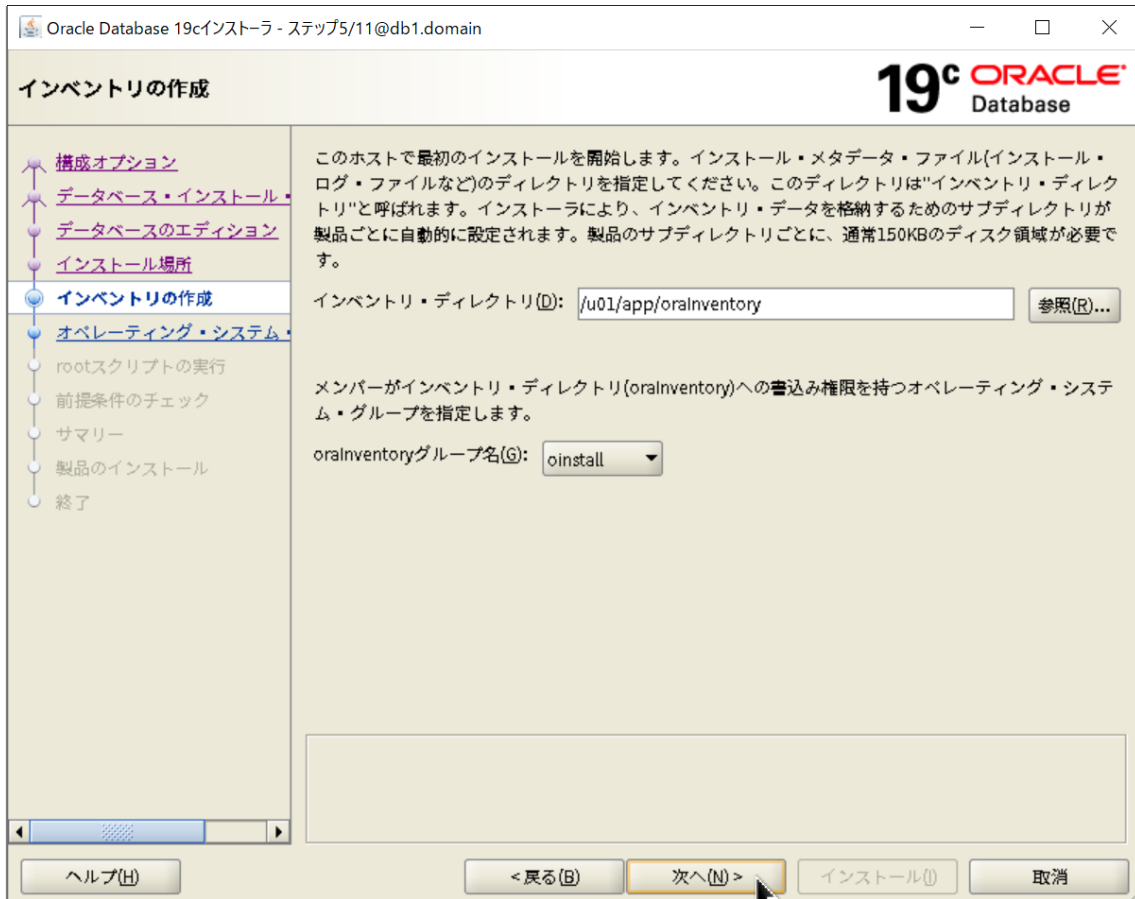 Oracle Database 19cインストーラ - ステップ5/11@db1.domain
インベントリの作成
19c ORACLE
Database
構成オプション
データベース・インストール・
データベースのエディション
インストール場所
インベントリの作成
オペレーティング・システム・
rootスクリプトの実行
前提条件のチェック
サマリー
製品のインストール
終了
このホストで最初のインストールを開始します。インストール・メタデータ・ファイル(インストール・
ログ・ファイルなど)のディレクトリを指定してください。このディレクトリは"インベントリ・ディレク
トリ"と呼ばれます。インストーラにより、インベントリ・データを格納するためのサブディレクトリが
製品ごとに自動的に設定されます。製品のサブディレクトリごとに、通常150KBのディスク領域が必要で
す。
インベントリ・ディレクトリ(D): /u01/app/oraInventory 参照(R)...
メンバーがインベントリ・ディレクトリ(oraInventory)への書込み権限を持つオペレーティング・システ
ム・グループを指定します。
oraInventoryグループ名(G): oinstall
ヘルプ(H) <戻る(B) 次へ(N)> インストール(I) 取消